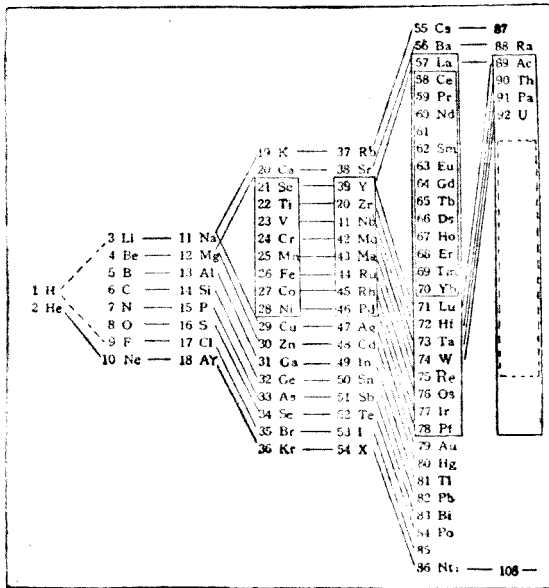 1 H
2 He
3 Li
4 Be
5 B
6 C
7 N
8 O
9 F
10 Ne
11 Na
12 Mg
13 Al
14 Si
15 P
16 S
17 Cl
18 AY
19 K
20 Ca
21 Sc
22 Ti
23 V
24 Cr
25 Mn
26 Fe
27 Co
28 Ni
29 Cu
30 Zn
31 Ga
32 Ge
33 As
34 Se
35 Br
36 Kr
37 Rb
38 Sr
39 Y
20 Zr
41 Nb
42 Mo
43 Ma
44 Ru
45 Rh
46 Pd
47 Ag
48 Cd
49 In
50 Sn
51 Sb
52 Te
53 I
54 X
55 Cs
56 Ba
57 La
58 Ce
59 Pr
60 Nd
61
62 Sm
63 Eu
64 Gd
65 Tb
66 Ds
67 Ho
68 Er
69 Tm
70 Yb
71 Lu
72 Hf
73 Ta
74 W
75 Re
76 Os
77 Ir
78 Pt
79 Au
80 Hg
81 Tl
82 Pb
83 Bi
84 Po
85
86 Nt
87
88 Ra
89 Ac
90 Th
91 Pa
92 U